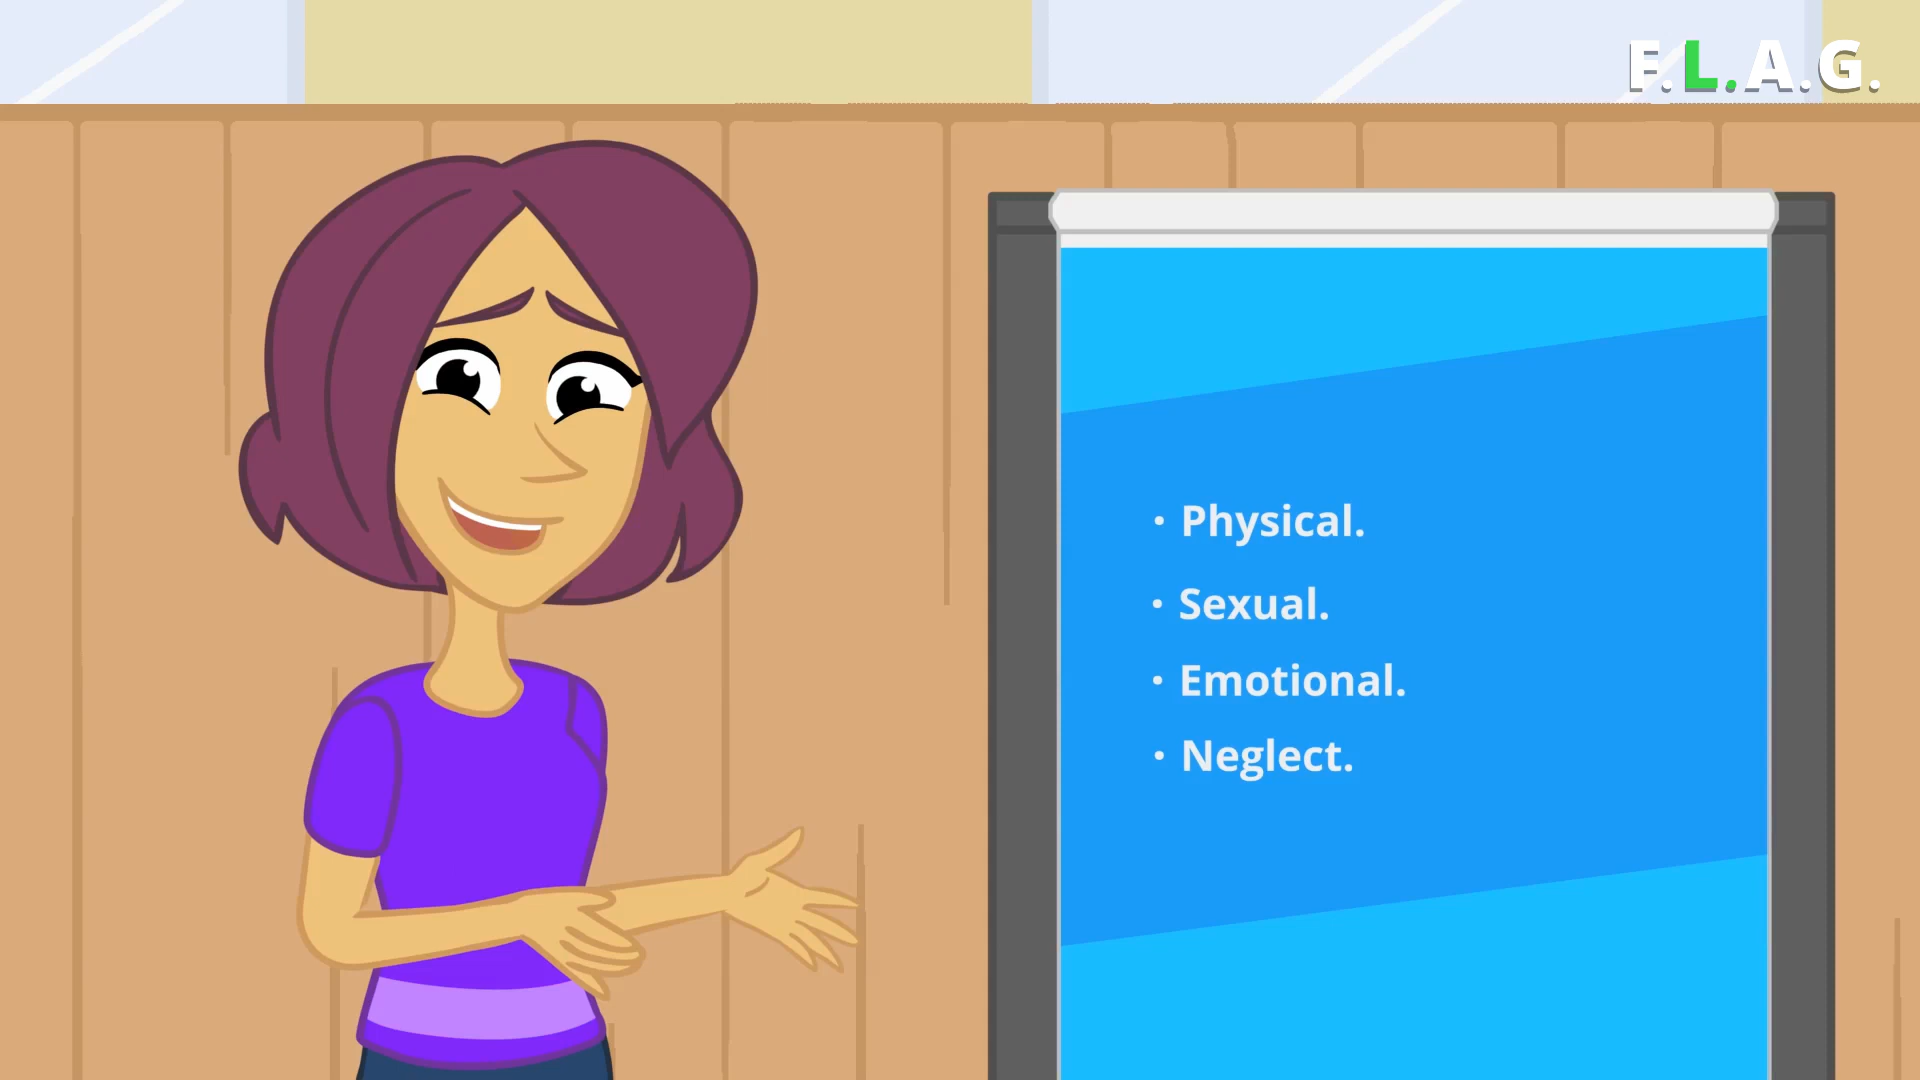 F.L.A.G.
• Physical.
• Sexual.
• Emotional.
• Neglect.